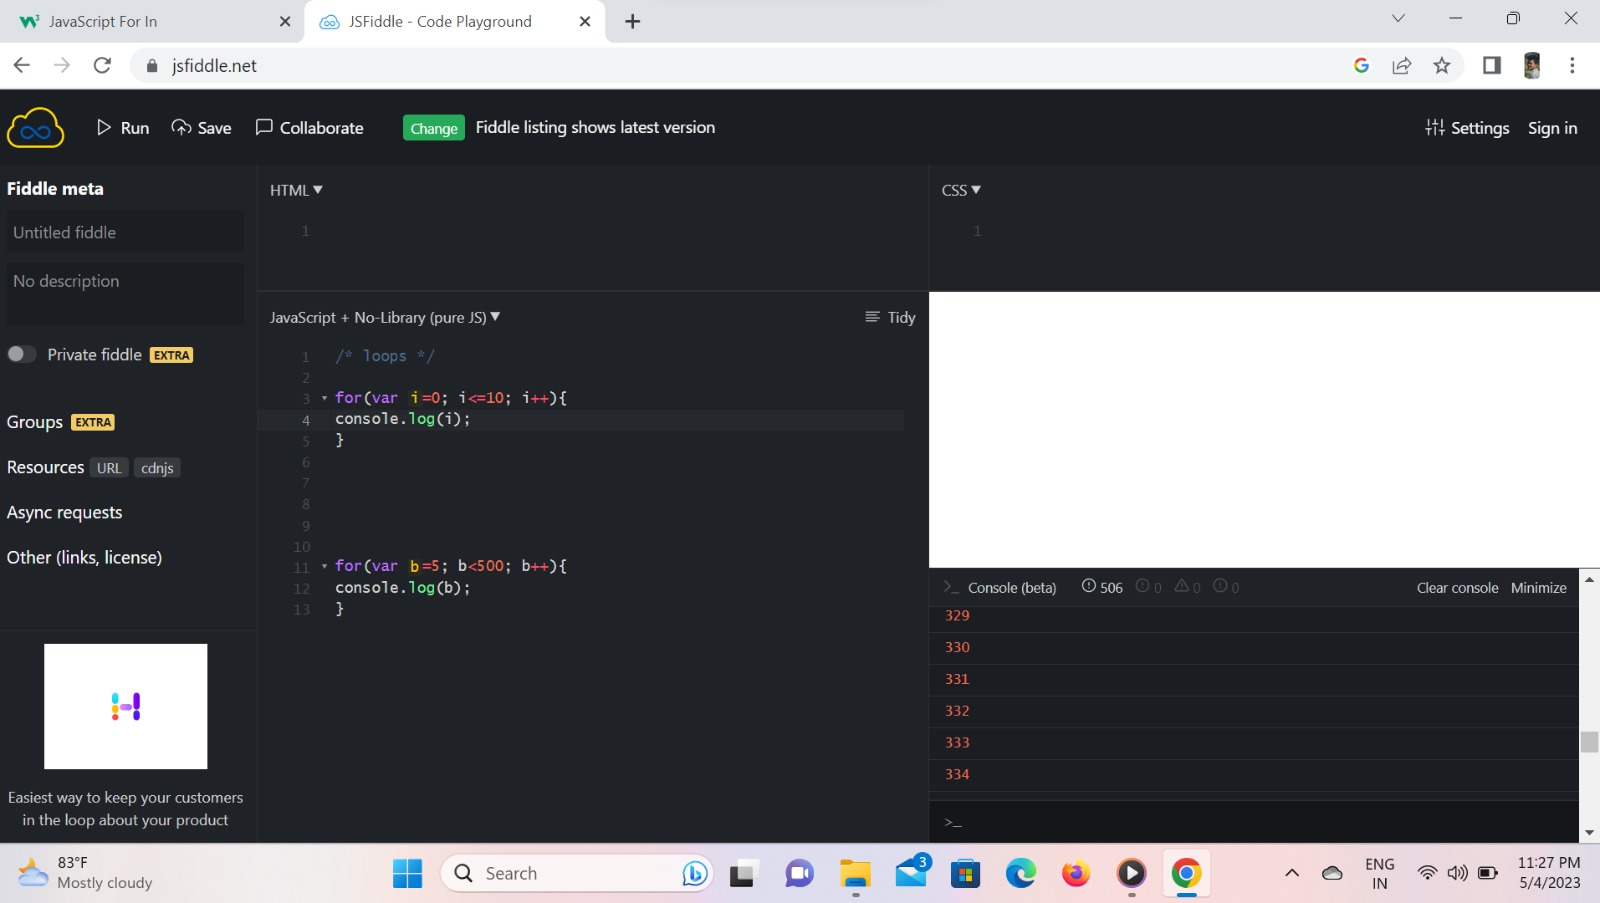 JavaScript For In
JSFiddle - Code Playground
jsfiddle.net
Run
Save
Collaborate
Change
Fiddle listing shows latest version
Settings
Sign in
Fiddle meta
Untitled fiddle
No description
Private fiddle EXTRA
Groups EXTRA
Resources URL cdnjs
Async requests
Other (links, license)
Easiest way to keep your customers
in the loop about your product
HTML
1
CSS
1
JavaScript + No-Library (pure JS)
Tidy
1 /* loops */
2
3 for(var i=0; i<=10; i++){
4 console.log(i);
5 }
6
7
8
9
10
11 for(var b=5; b<500; b++){
12 console.log(b);
13 }
>_ Console (beta) 506 0 0 0 Clear console Minimize
329
330
331
332
333
334
>_
83°F
Mostly cloudy
Search
3
ENG
IN
11:27 PM
5/4/2023